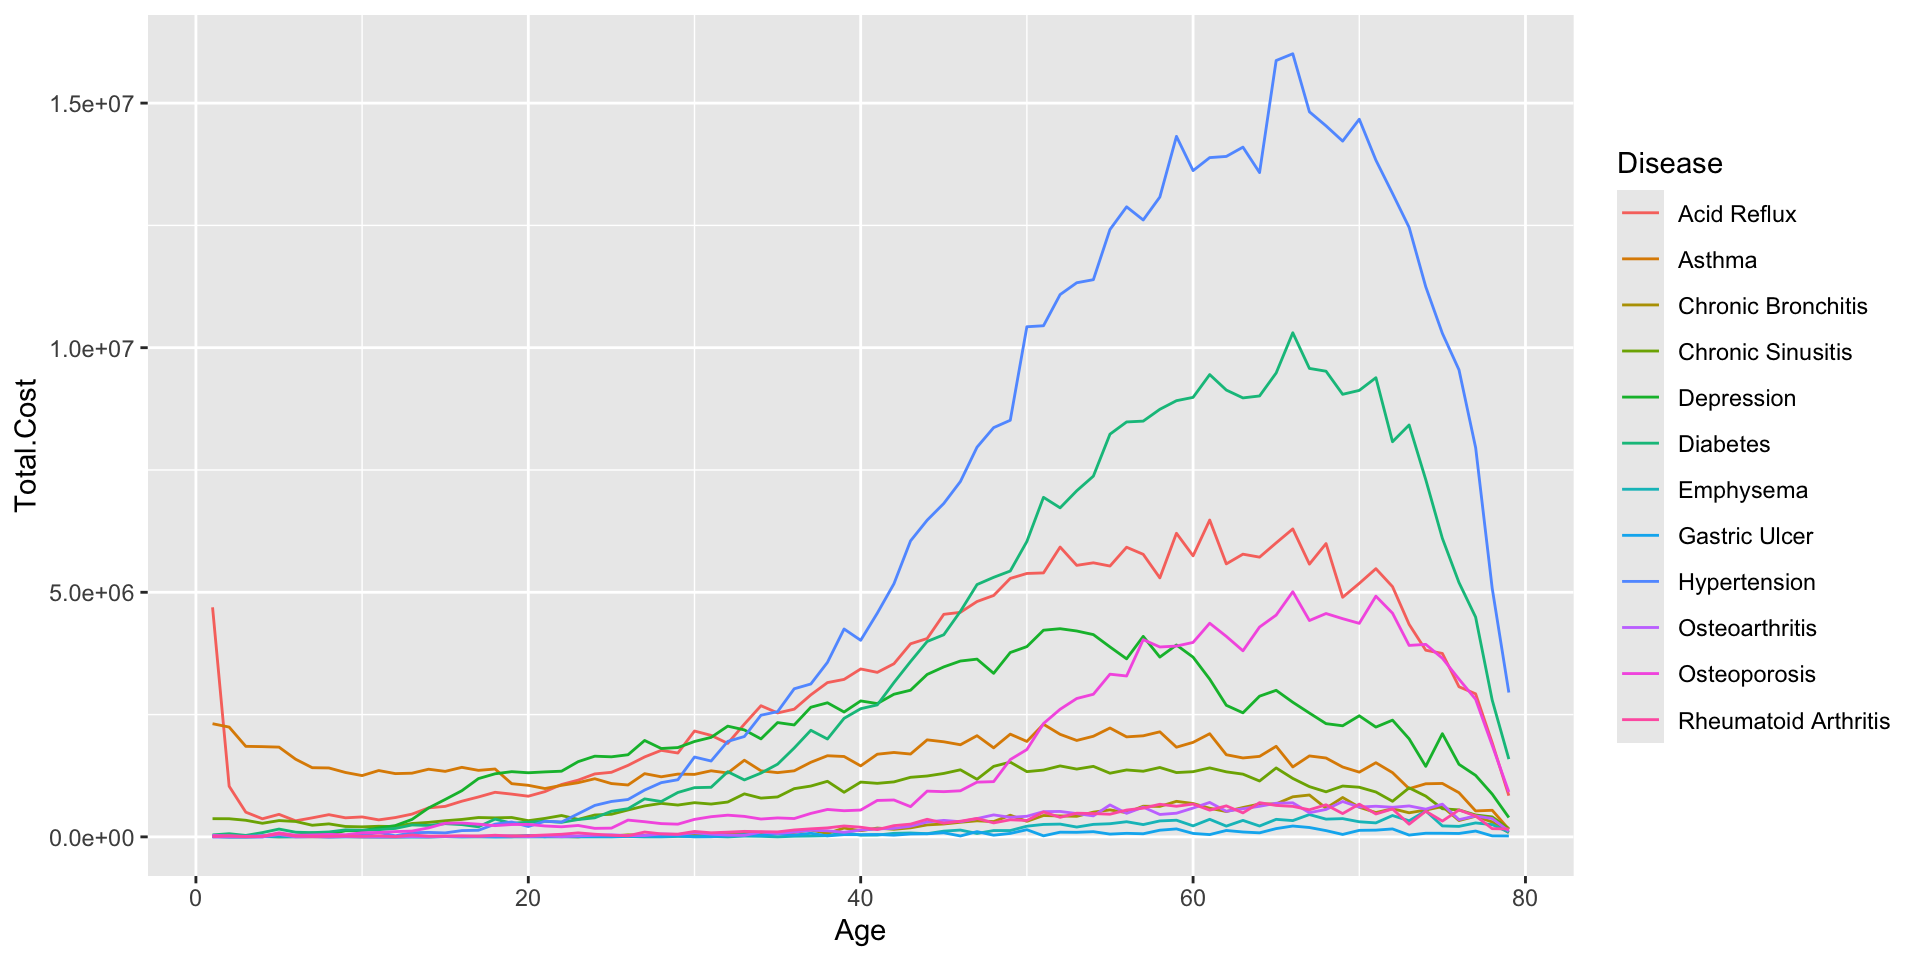 1.5e+07
1.0e+07
5.0e+06
0.0e+00
Total.Cost
0
20
40
60
80
Age
Disease
Acid Reflux
Asthma
Chronic Bronchitis
Chronic Sinusitis
Depression
Diabetes
Emphysema
Gastric Ulcer
Hypertension
Osteoarthritis
Osteoporosis
Rheumatoid Arthritis